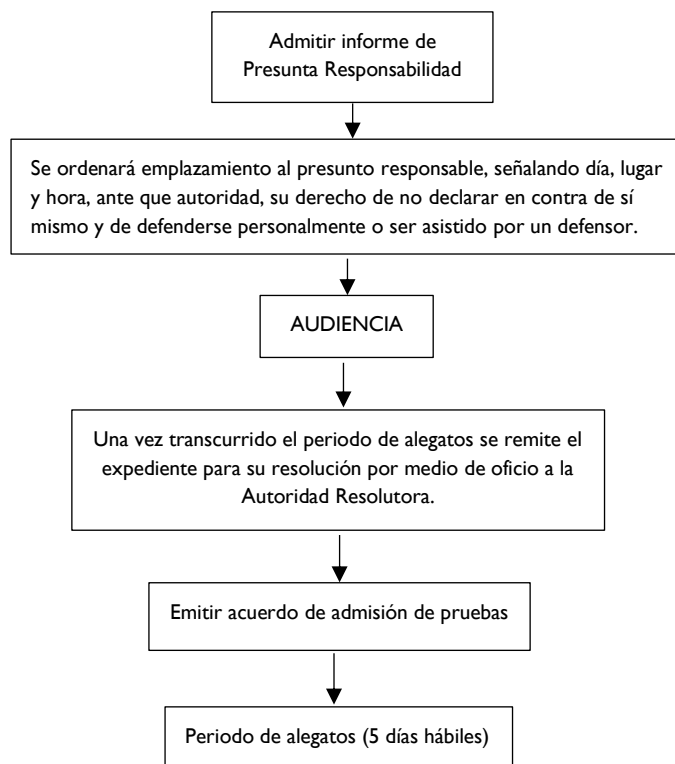 Admitir informe de
Presunta Responsabilidad
Se ordenará emplazamiento al presunto responsable, señalando día, lugar
y hora, ante que autoridad, su derecho de no declarar en contra de sí
mismo y de defenderse personalmente o ser asistido por un defensor.
AUDIENCIA
Una vez transcurrido el periodo de alegatos se remite el
expediente para su resolución por medio de oficio a la
Autoridad Resolutora.
Emitir acuerdo de admisión de pruebas
Periodo de alegatos (5 días hábiles)